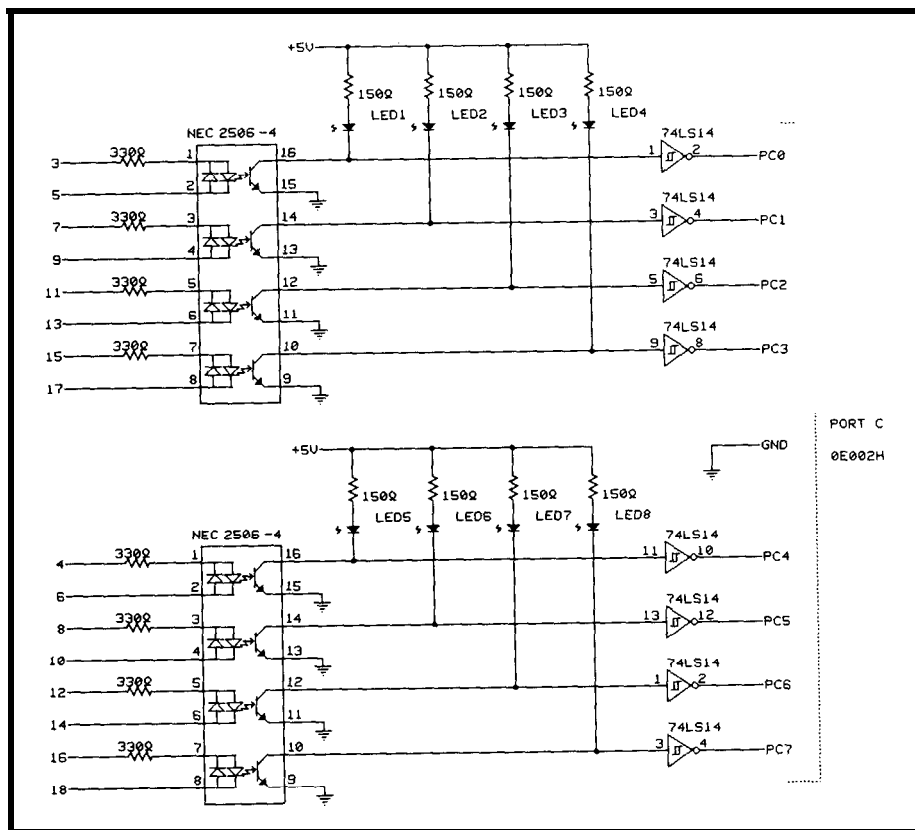 +5V
150Ω 150Ω 150Ω 150Ω
LED1 LED2 LED3 LED4
NEC 2506-4
74LS14
3 330Ω 1 16 1 2 PC0
5 2 15
74LS14
7 330Ω 3 14 3 4 PC1
9 4 13
74LS14
11 330Ω 5 12 5 6 PC2
13 6 11
74LS14
15 330Ω 7 10 9 8 PC3
17 8 9
PORT C
0E002H
GND
+5V
150Ω 150Ω 150Ω 150Ω
LED5 LED6 LED7 LED8
NEC 2506-4
74LS14
4 330Ω 1 16 11 10 PC4
6 2 15
74LS14
8 330Ω 3 14 13 12 PC5
10 4 13
74LS14
12 330Ω 5 12 1 2 PC6
14 6 11
74LS14
16 330Ω 7 10 3 4 PC7
18 8 9